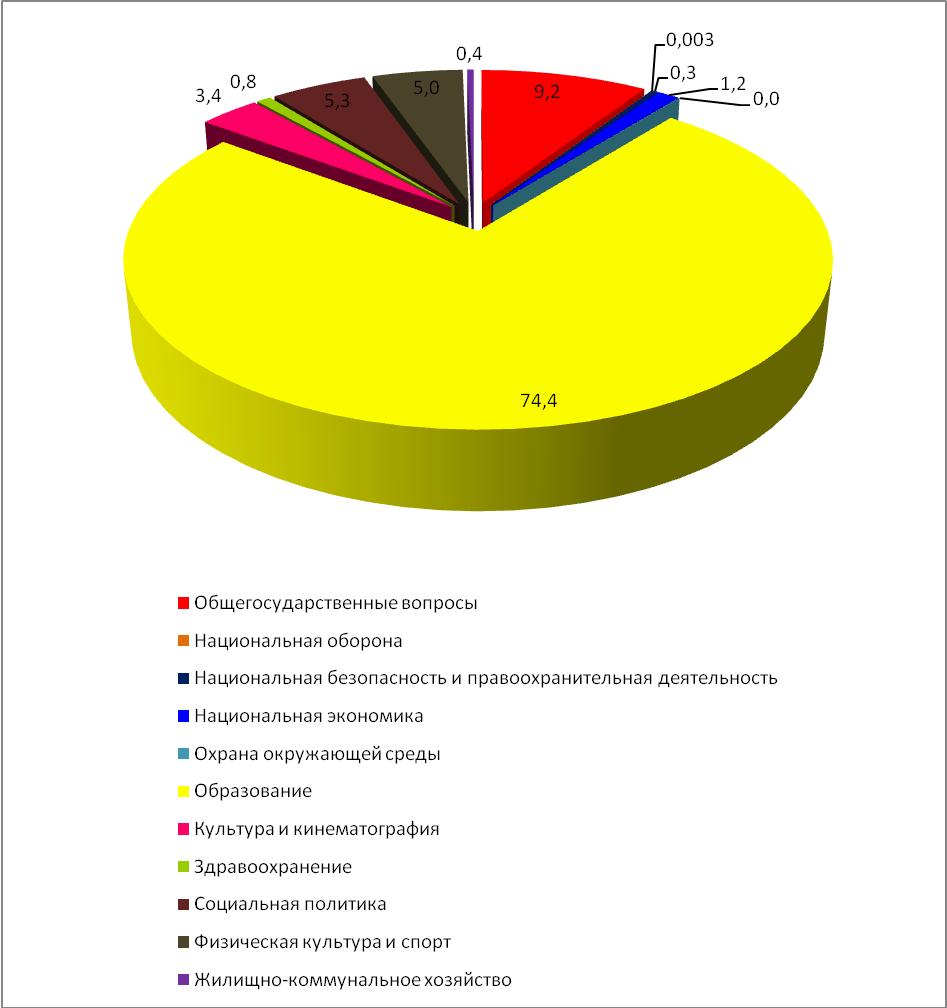 0,4
0,003
9,2
5,0
0,3
0,8
1,2
3,4
5,3
0,0
74,4
Общегосударственные вопросы
Национальная оборона
Национальная безопасность и правоохранительная деятельность
Национальная экономика
Охрана окружающей среды
Образование
Культура и кинематография
Здравоохранение
Социальная политика
Физическая культура и спорт
Жилищно-коммунальное хозяйство